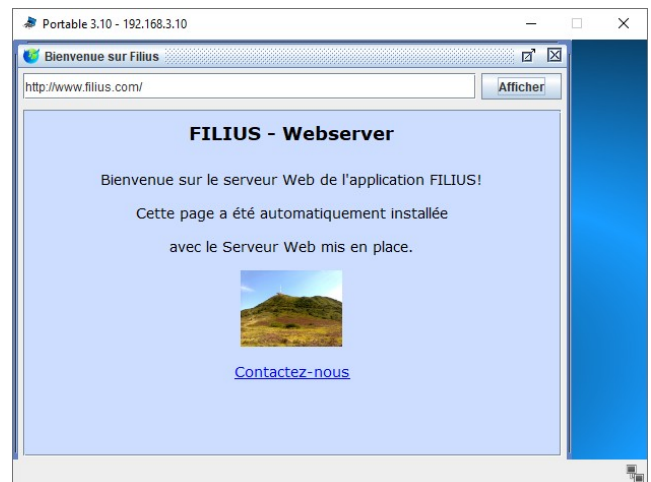 Portable 3.10 - 192.168.3.10
Bienvenue sur Filius
http://www.filius.com/
Afficher
FILIUS - Webserver
Bienvenue sur le serveur Web de l'application FILIUS!
Cette page a été automatiquement installée
avec le Serveur Web mis en place.
Contactez-nous